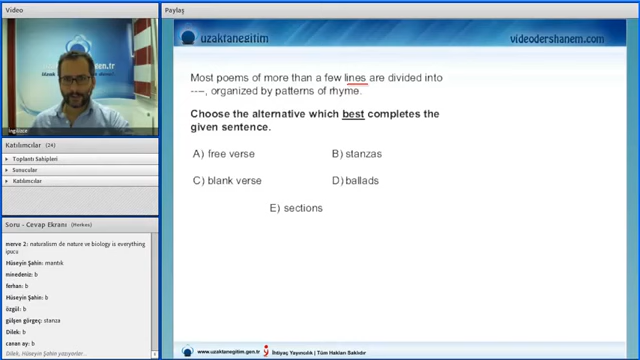 Video
Paylaş
uzaktanegitim
videodershanem.com
Most poems of more than a few lines are divided into
----, organized by patterns of rhyme.
Choose the alternative which best completes the
given sentence.
A) free verse
B) stanzas
C) blank verse
D) ballads
E) sections
İngilizce
Katılımcılar (24)
Toplantı Sahipleri
Sunucular
Katılımcılar
Soru - Cevap Ekranı (Herkes)
merve 2: naturalism de nature ve biology is everything
ipuca
Hüseyin Şahin: mantık
minedeniz: b
ferhan: b
Hüseyin Şahin: b
özgül: b
gülşen görgeç: stanza
Dilek: b
canan ay: b
Dilek, Hüseyin Şahin yazıyorlar...
www.uzaktanegitim.gen.tr
İhtiyaç Yayıncılık | Tüm Hakları Saklıdır